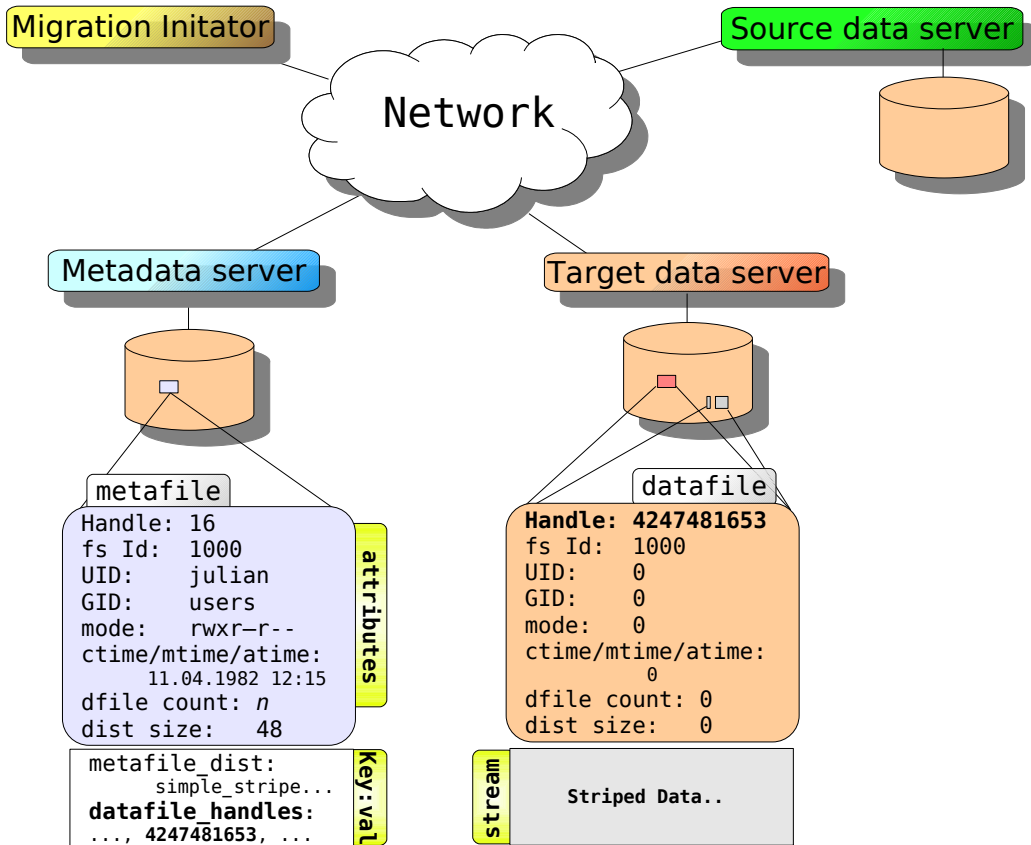 Migration Initator
Source data server
Network
Metadata server
Target data server
metafile
Handle: 16
fs Id: 1000
UID: julian
GID: users
mode: rwxr–r--
ctime/mtime/atime:
11.04.1982 12:15
dfile count: n
dist size: 48
attributes
metafile_dist:
simple_stripe...
datafile_handles:
..., 4247481653, ...
Key:val
datafile
Handle: 4247481653
fs Id: 1000
UID: 0
GID: 0
mode: 0
ctime/mtime/atime:
0
dfile count: 0
dist size: 0
stream
Striped Data..